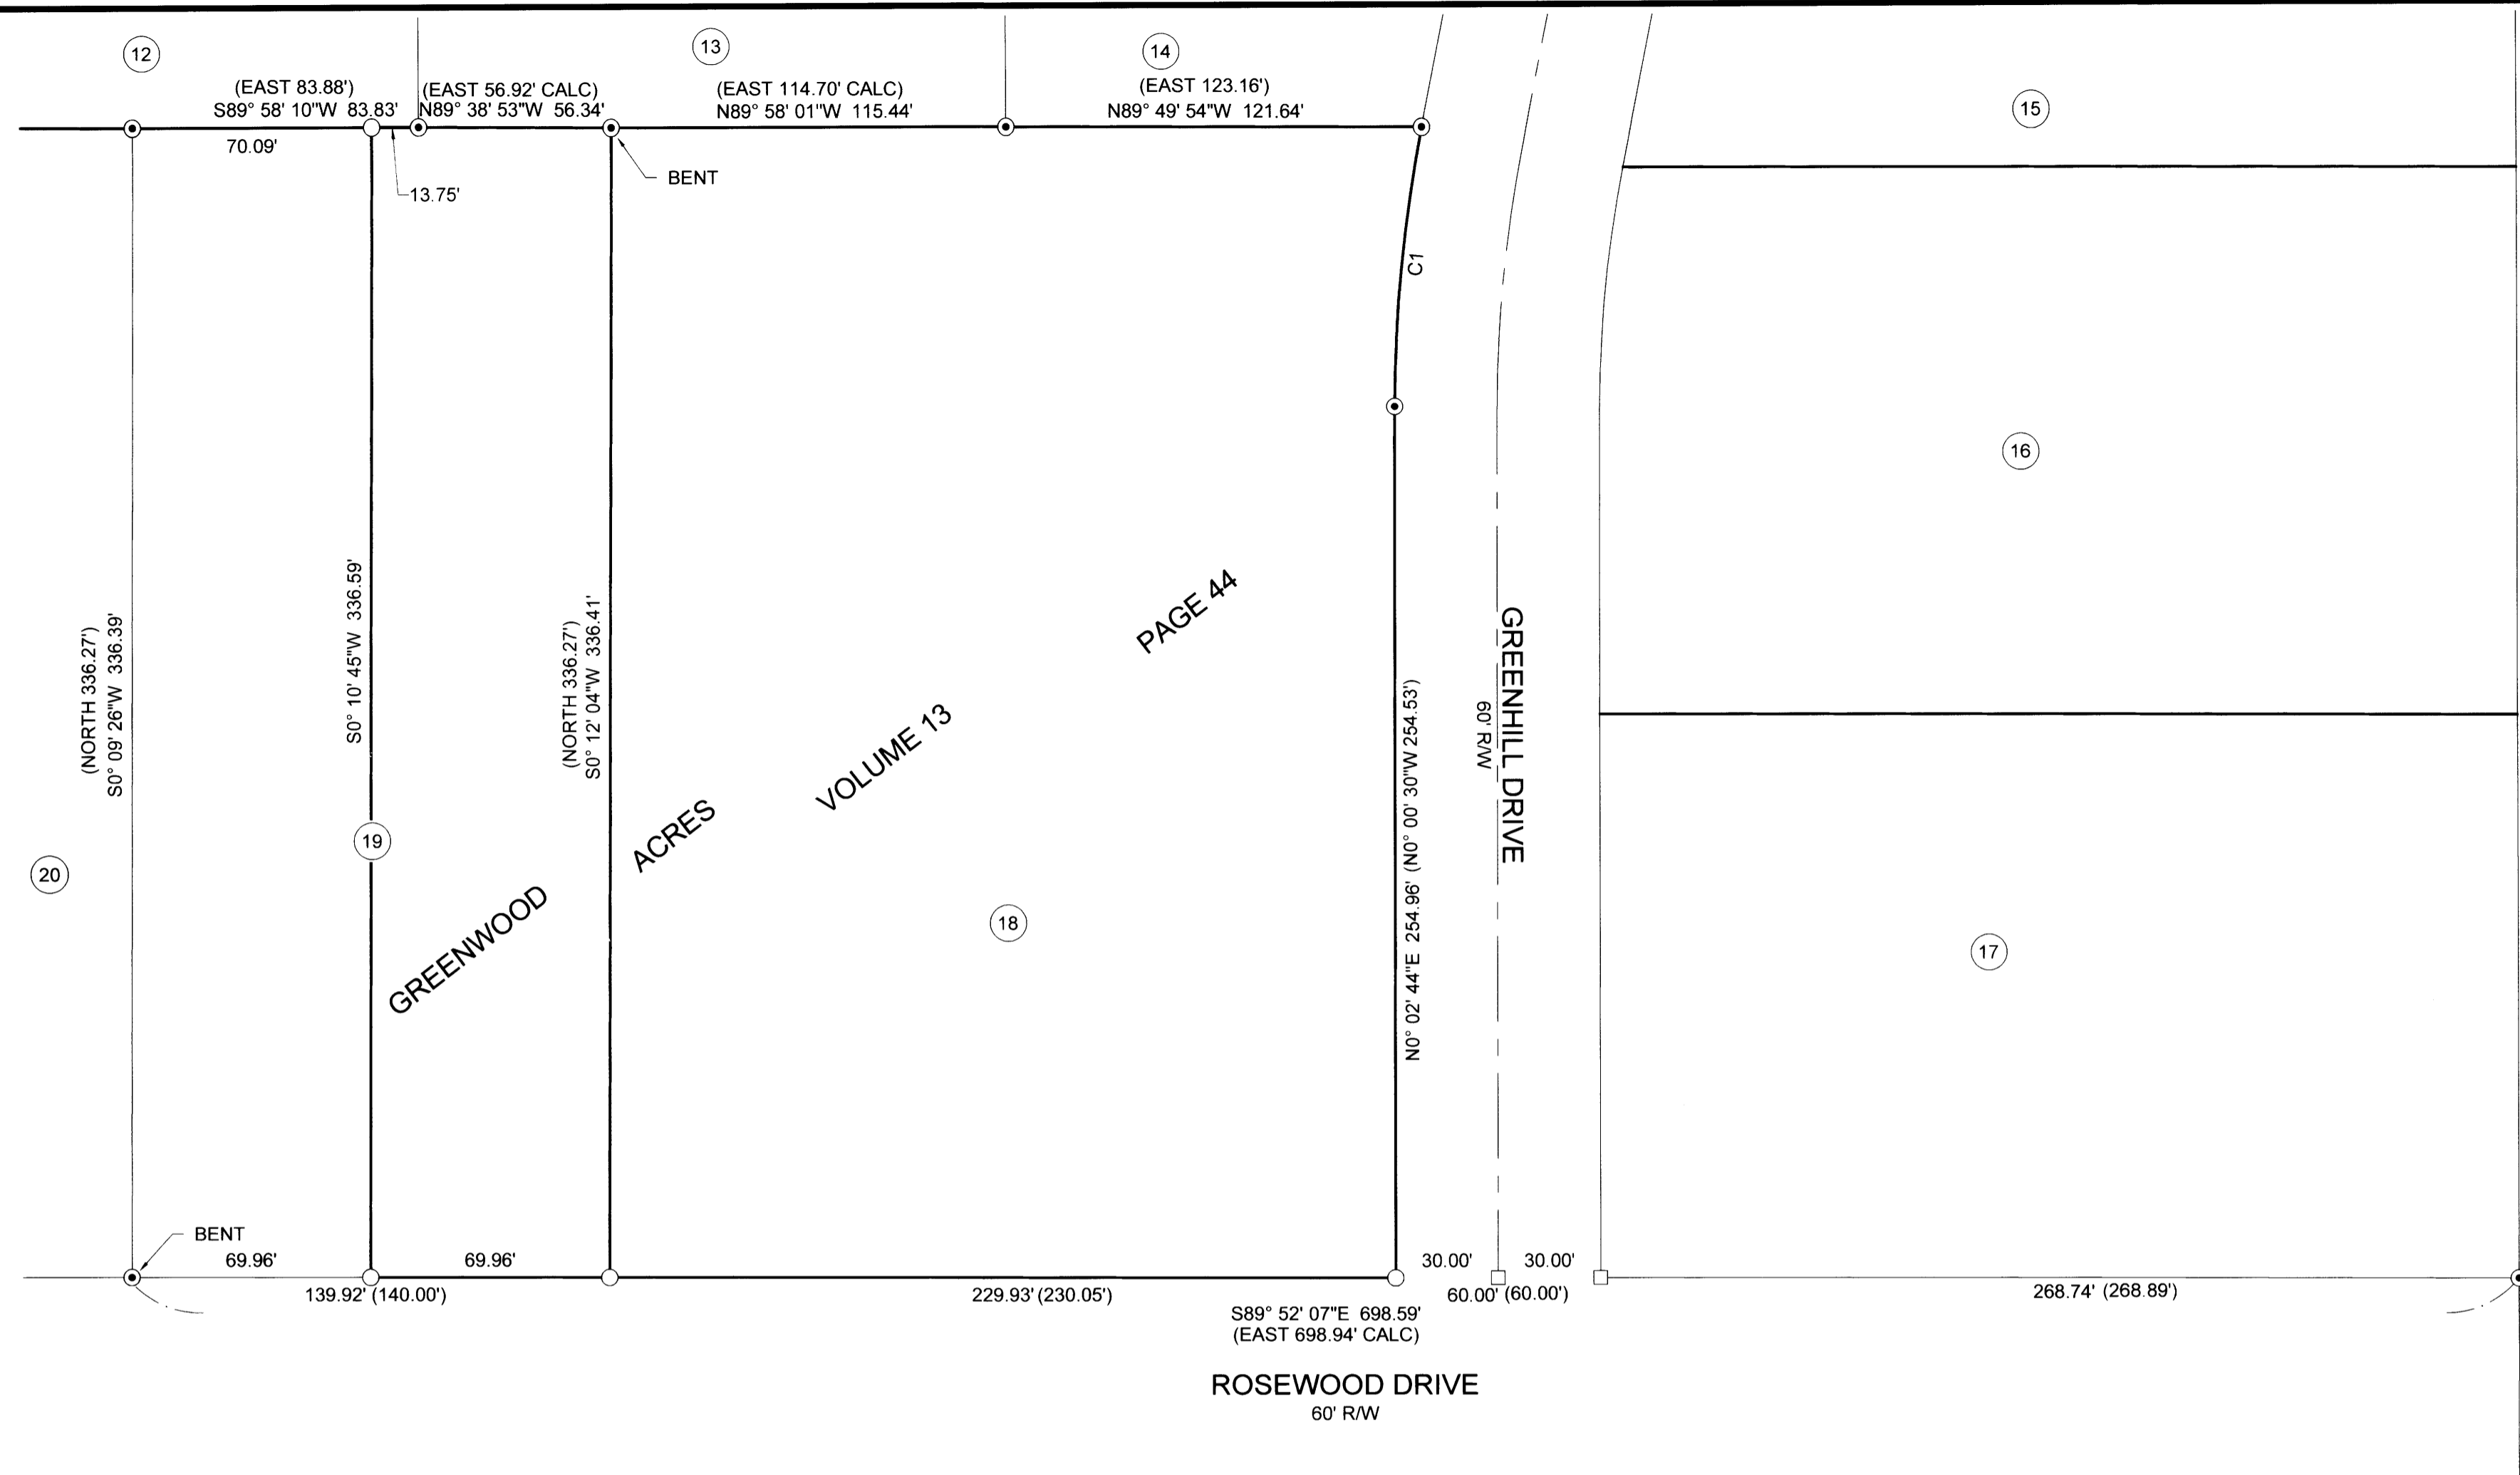 12
13
14
15
(EAST 83.88')
S89° 58' 10"W 83.83'
(EAST 56.92' CALC)
N89° 38' 53"W 56.34'
(EAST 114.70' CALC)
N89° 58' 01"W 115.44'
(EAST 123.16')
N89° 49' 54"W 121.64'
70.09'
13.75'
BENT
C1
16
(NORTH 336.27')
S0° 09' 26"W 336.39'
S0° 10' 45"W 336.59'
(NORTH 336.27')
S0° 12' 04"W 336.41'
GREENWOOD
ACRES
VOLUME 13
PAGE 44
N0° 02' 44"E 254.96' (N0° 00' 30"W 254.53')
60' R/W
GREENHILL DRIVE
19
20
18
17
BENT
69.96'
69.96'
30.00'
30.00'
139.92' (140.00')
229.93' (230.05')
60.00' (60.00')
268.74' (268.89')
S89° 52' 07"E 698.59'
(EAST 698.94' CALC)
ROSEWOOD DRIVE
60' R/W